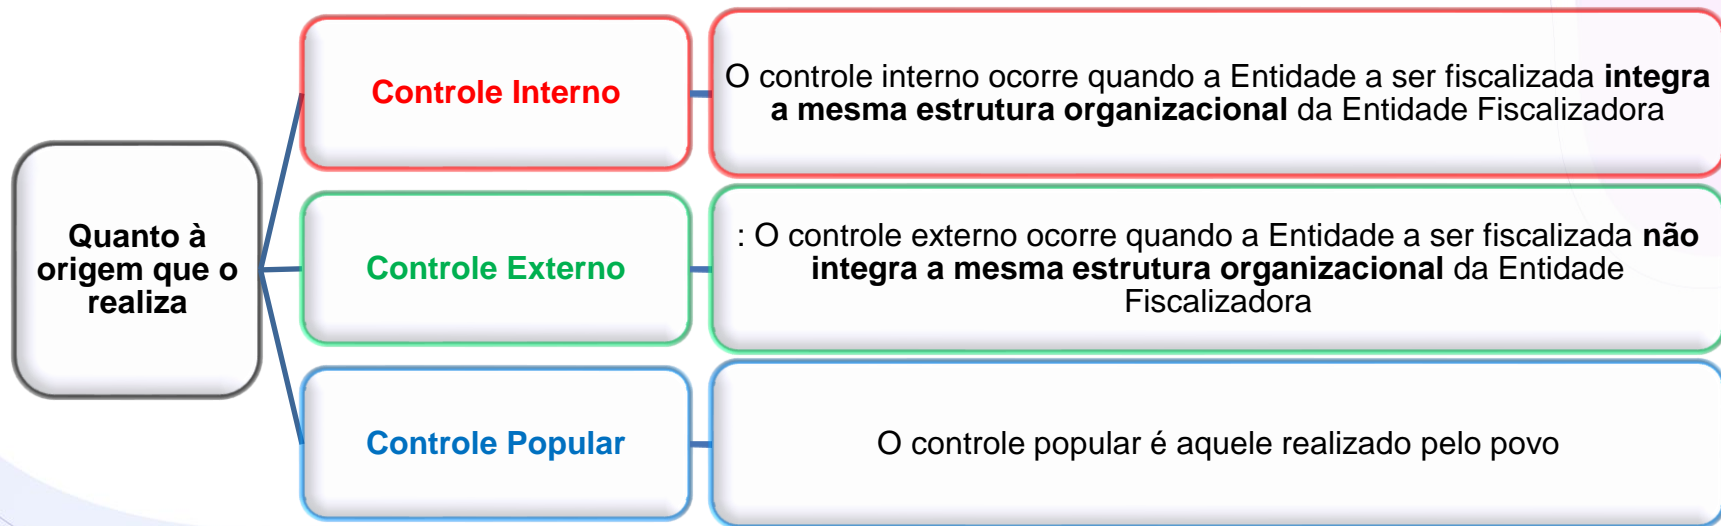 Quanto à
origem que o
realiza
Controle Interno
O controle interno ocorre quando a Entidade a ser fiscalizada integra
a mesma estrutura organizacional da Entidade Fiscalizadora
Controle Externo
: O controle externo ocorre quando a Entidade a ser fiscalizada não
integra a mesma estrutura organizacional da Entidade
Fiscalizadora
Controle Popular
O controle popular é aquele realizado pelo povo